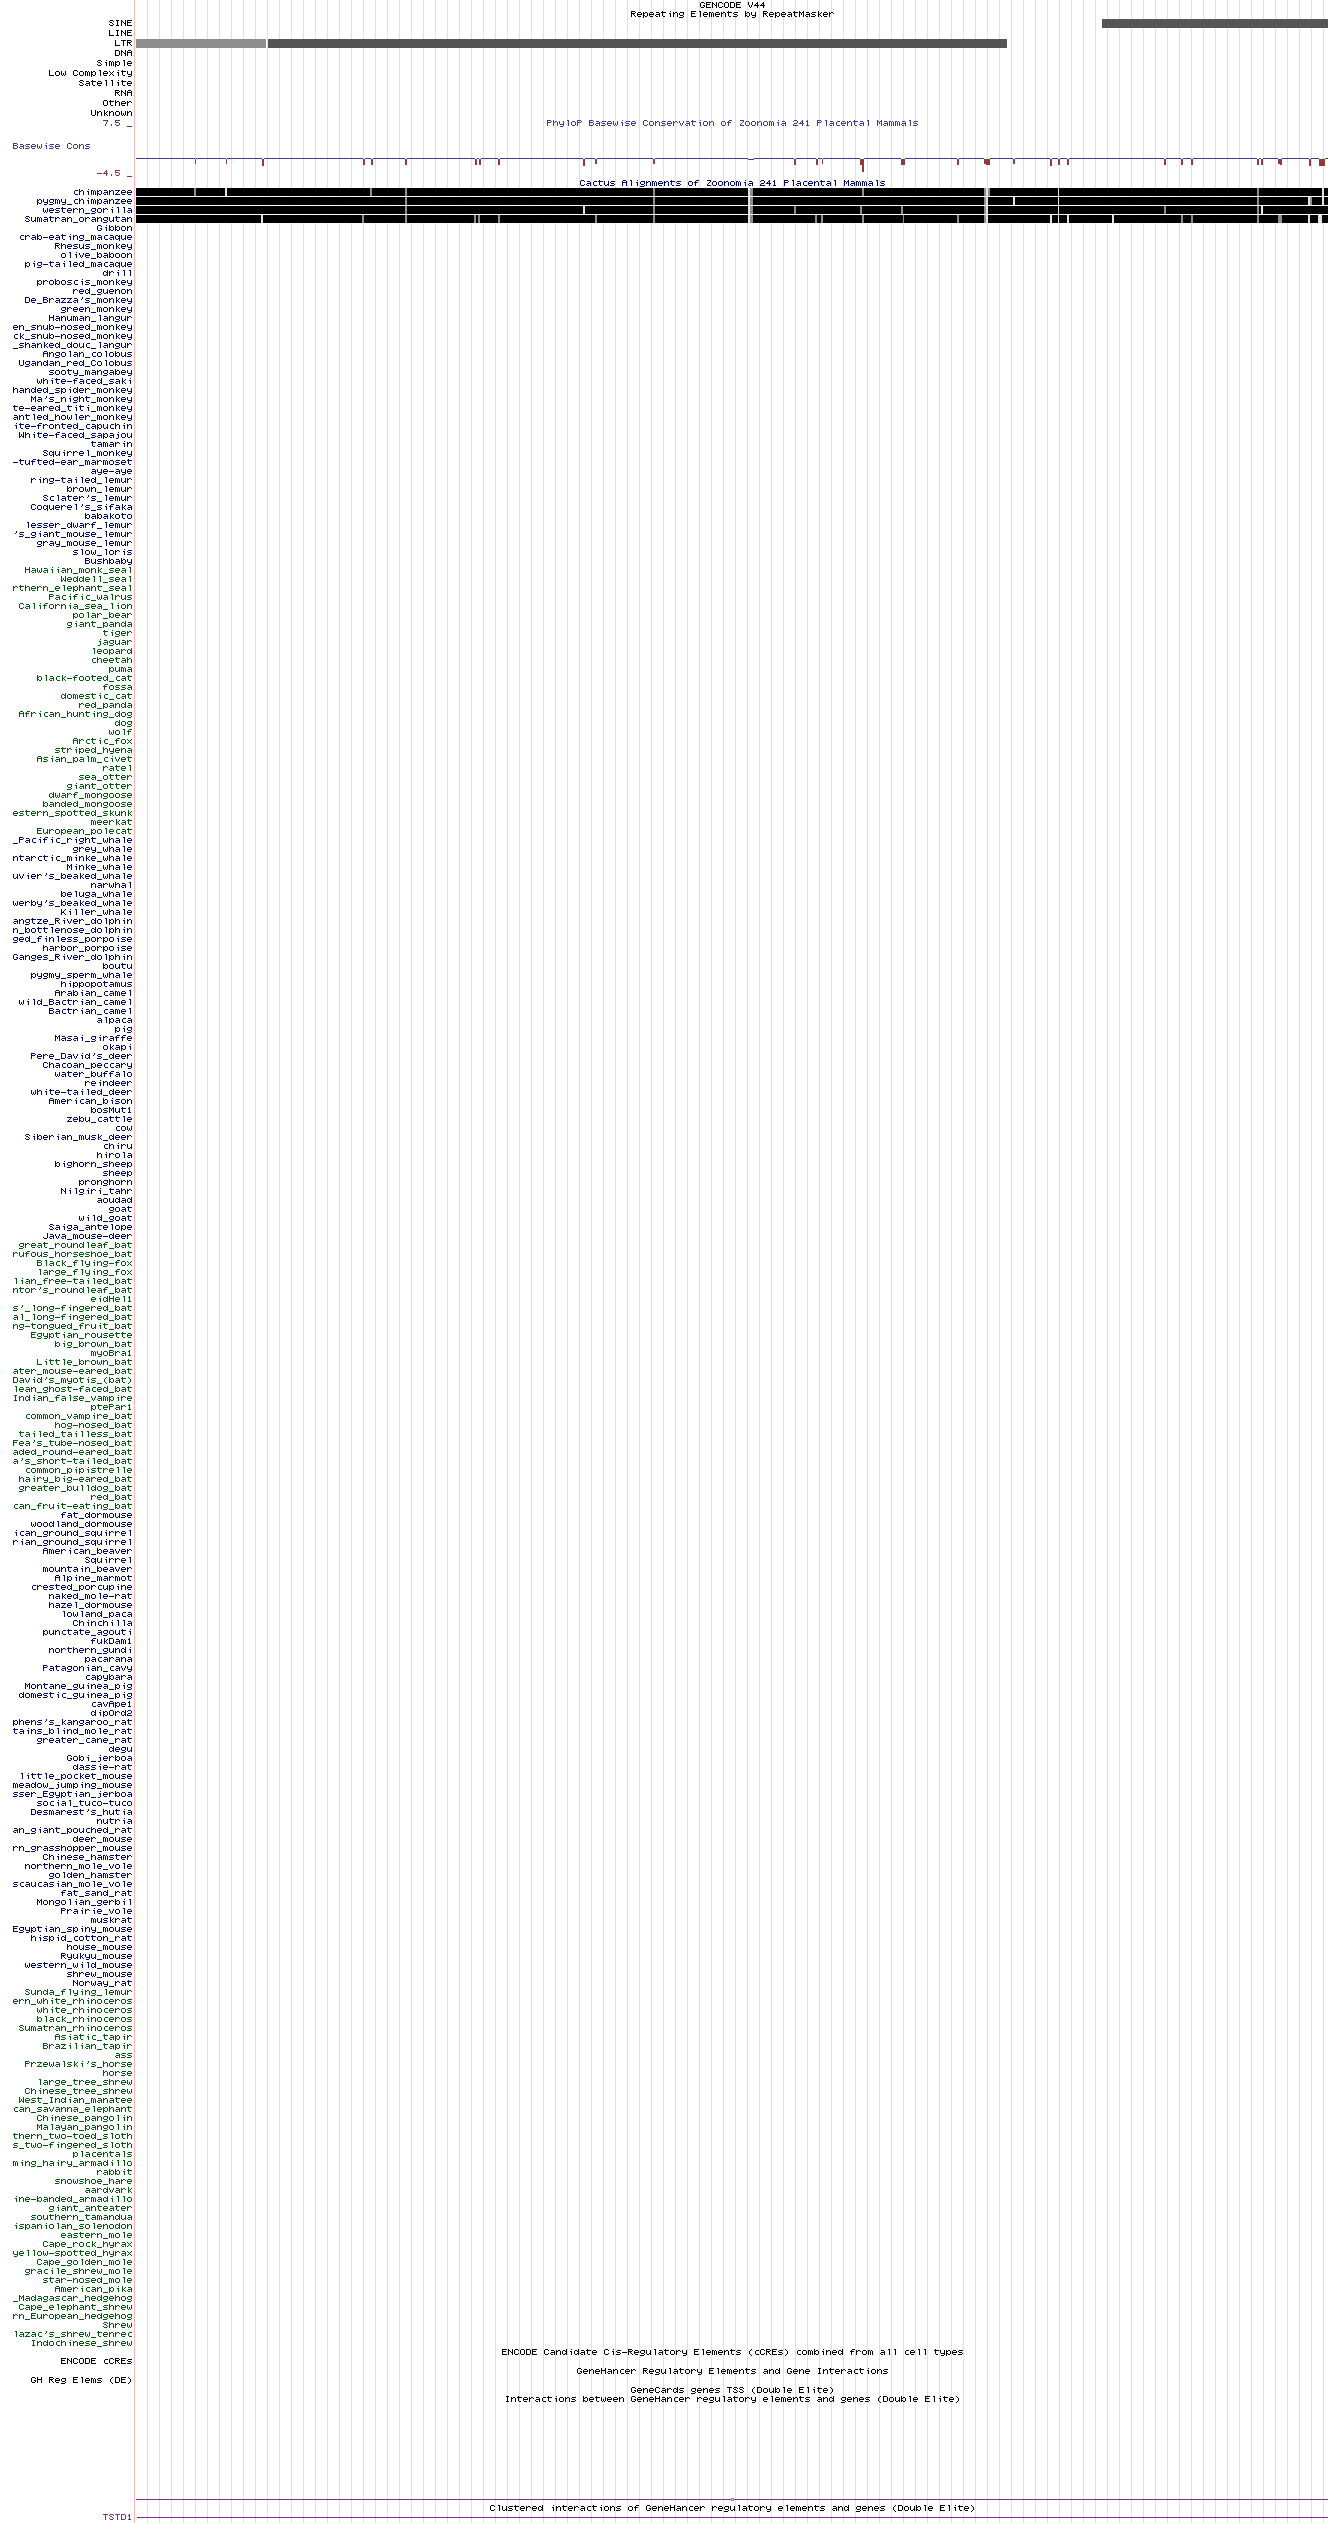 GENCODE V44
Repeating Elements by RepeatMasker
SINE
LINE
LTR
DNA
Simple
Low Complexity
Satellite
RNA
Other
Unknown
7.5 _
PhyloP Basewise Conservation of Zoonomia 241 Placental Mammals
Basewise Cons
-4.5 _
Cactus Alignments of Zoonomia 241 Placental Mammals
chimpanzee
pygmy_chimpanzee
western_gorilla
Sumatran_orangutan
Gibbon
crab-eating_macaque
Rhesus_monkey
olive_baboon
pig-tailed_macaque
drill
proboscis_monkey
red_guenon
De_Brazza's_monkey
green_monkey
Hanuman_langur
en_snub-nosed_monkey
ck_snub-nosed_monkey
_shanked_douc_langur
Angolan_colobus
Ugandan_red_Colobus
sooty_mangabey
white-faced_saki
handed_spider_monkey
Ma's_night_monkey
te-eared_titi_monkey
antled_howler_monkey
ite-fronted_capuchin
White-faced_sapajou
tamarin
Squirrel_monkey
-tufted-ear_marmoset
aye-aye
ring-tailed_lemur
brown_lemur
Sclater's_lemur
Coquerel's_sifaka
babakoto
lesser_dwarf_lemur
's_giant_mouse_lemur
gray_mouse_lemur
slow_loris
Bushbaby
Hawaiian_monk_seal
Weddell_seal
rthern_elephant_seal
Pacific_walrus
California_sea_lion
polar_bear
giant_panda
tiger
jaguar
leopard
cheetah
puma
black-footed_cat
fossa
domestic_cat
red_panda
African_hunting_dog
dog
wolf
Arctic_fox
striped_hyena
Asian_palm_civet
ratel
sea_otter
giant_otter
dwarf_mongoose
banded_mongoose
estern_spotted_skunk
meerkat
European_polecat
_Pacific_right_whale
grey_whale
ntarctic_minke_whale
Minke_whale
uvier's_beaked_whale
narwhal
beluga_whale
werby's_beaked_whale
Killer_whale
angtze_River_dolphin
n_bottlenose_dolphin
ged_finless_porpoise
harbor_porpoise
Ganges_River_dolphin
boutu
pygmy_sperm_whale
hippopotamus
Arabian_camel
Wild_Bactrian_camel
Bactrian_camel
alpaca
pig
Masai_giraffe
okapi
Pere_David's_deer
Chacoan_peccary
water_buffalo
reindeer
white-tailed_deer
American_bison
bosMut1
zebu_cattle
cow
Siberian_musk_deer
chiru
hirola
bighorn_sheep
sheep
pronghorn
Nilgiri_tahr
aoudad
goat
wild_goat
Saiga_antelope
Java_mouse-deer
great_roundleaf_bat
rufous_horseshoe_bat
Black_flying-fox
large_flying_fox
lian_free-tailed_bat
ntor's_roundleaf_bat
eidHel1
s'_long-fingered_bat
al_long-fingered_bat
ng-tongued_fruit_bat
Egyptian_rousette
big_brown_bat
myoBra1
Little_brown_bat
ater_mouse-eared_bat
David's_myotis_(bat)
lean_ghost-faced_bat
Indian_false_vampire
ptePar1
common_vampire_bat
hog-nosed_bat
tailed_tailless_bat
Fea's_tube-nosed_bat
aded_round-eared_bat
a's_short-tailed_bat
common_pipistrelle
hairy_big-eared_bat
greater_bulldog_bat
red_bat
can_fruit-eating_bat
fat_dormouse
woodland_dormouse
ican_ground_squirrel
rian_ground_squirrel
American_beaver
Squirrel
mountain_beaver
Alpine_marmot
crested_porcupine
naked_mole-rat
hazel_dormouse
lowland_paca
Chinchilla
punctate_agouti
fukDam1
northern_gundi
pacarana
Patagonian_cavy
capybara
Montane_guinea_pig
domestic_guinea_pig
cavApe1
dipOrd2
phens's_kangaroo_rat
tains_blind_mole_rat
greater_cane_rat
degu
Gobi_jerboa
dassie-rat
little_pocket_mouse
meadow_jumping_mouse
sser_Egyptian_jerboa
social_tuco-tuco
Desmarest's_hutia
nutria
an_giant_pouched_rat
deer_mouse
rn_grasshopper_mouse
Chinese_hamster
northern_mole_vole
golden_hamster
scaucasian_mole_vole
fat_sand_rat
Mongolian_gerbil
Prairie_vole
muskrat
Egyptian_spiny_mouse
hispid_cotton_rat
house_mouse
Ryukyu_mouse
western_wild_mouse
shrew_mouse
Norway_rat
Sunda_flying_lemur
ern_white_rhinoceros
white_rhinoceros
black_rhinoceros
Sumatran_rhinoceros
Asiatic_tapir
Brazilian_tapir
ass
Przewalski's_horse
horse
large_tree_shrew
Chinese_tree_shrew
West_Indian_manatee
can_savanna_elephant
Chinese_pangolin
Malayan_pangolin
thern_two-toed_sloth
s_two-fingered_sloth
placentals
ming_hairy_armadillo
rabbit
snowshoe_hare
aardvark
ine-banded_armadillo
giant_anteater
southern_tamandua
ispaniolan_solenodon
eastern_mole
Cape_rock_hyrax
yellow-spotted_hyrax
Cape_golden_mole
gracile_shrew_mole
star-nosed_mole
American_pika
_Madagascar_hedgehog
Cape_elephant_shrew
rn_European_hedgehog
Shrew
lazac's_shrew_tenrec
Indochinese_shrew
ENCODE Candidate Cis-Regulatory Elements (cCREs) combined from all cell types
ENCODE cCREs
GeneHancer Regulatory Elements and Gene Interactions
GH Reg Elems (DE)
GeneCards genes TSS (Double Elite)
Interactions between GeneHancer regulatory elements and genes (Double Elite)
Clustered interactions of GeneHancer regulatory elements and genes (Double Elite)
TSTD1